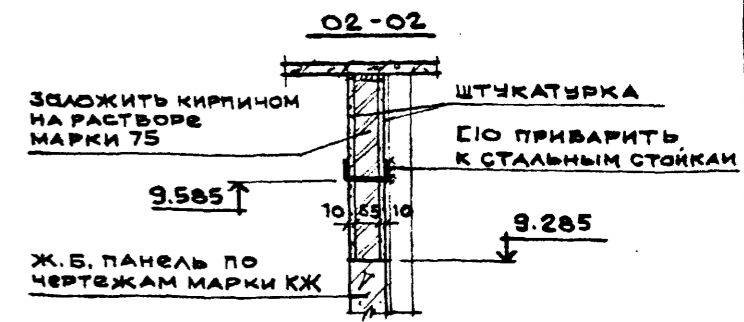 02-02
ЗАЛОЖИТЬ КИРПИЧОМ
НА РАСТВОРЕ
МАРКИ 75
ШТУКАТУРКА
[10 ПРИВАРИТЬ
К СТАЛЬНЫМ СТОЙКАМ
9.585
10 65 10
9.285
Ж.Б. ПАНЕЛЬ ПО
ЧЕРТЕЖАМ МАРКИ КЖ